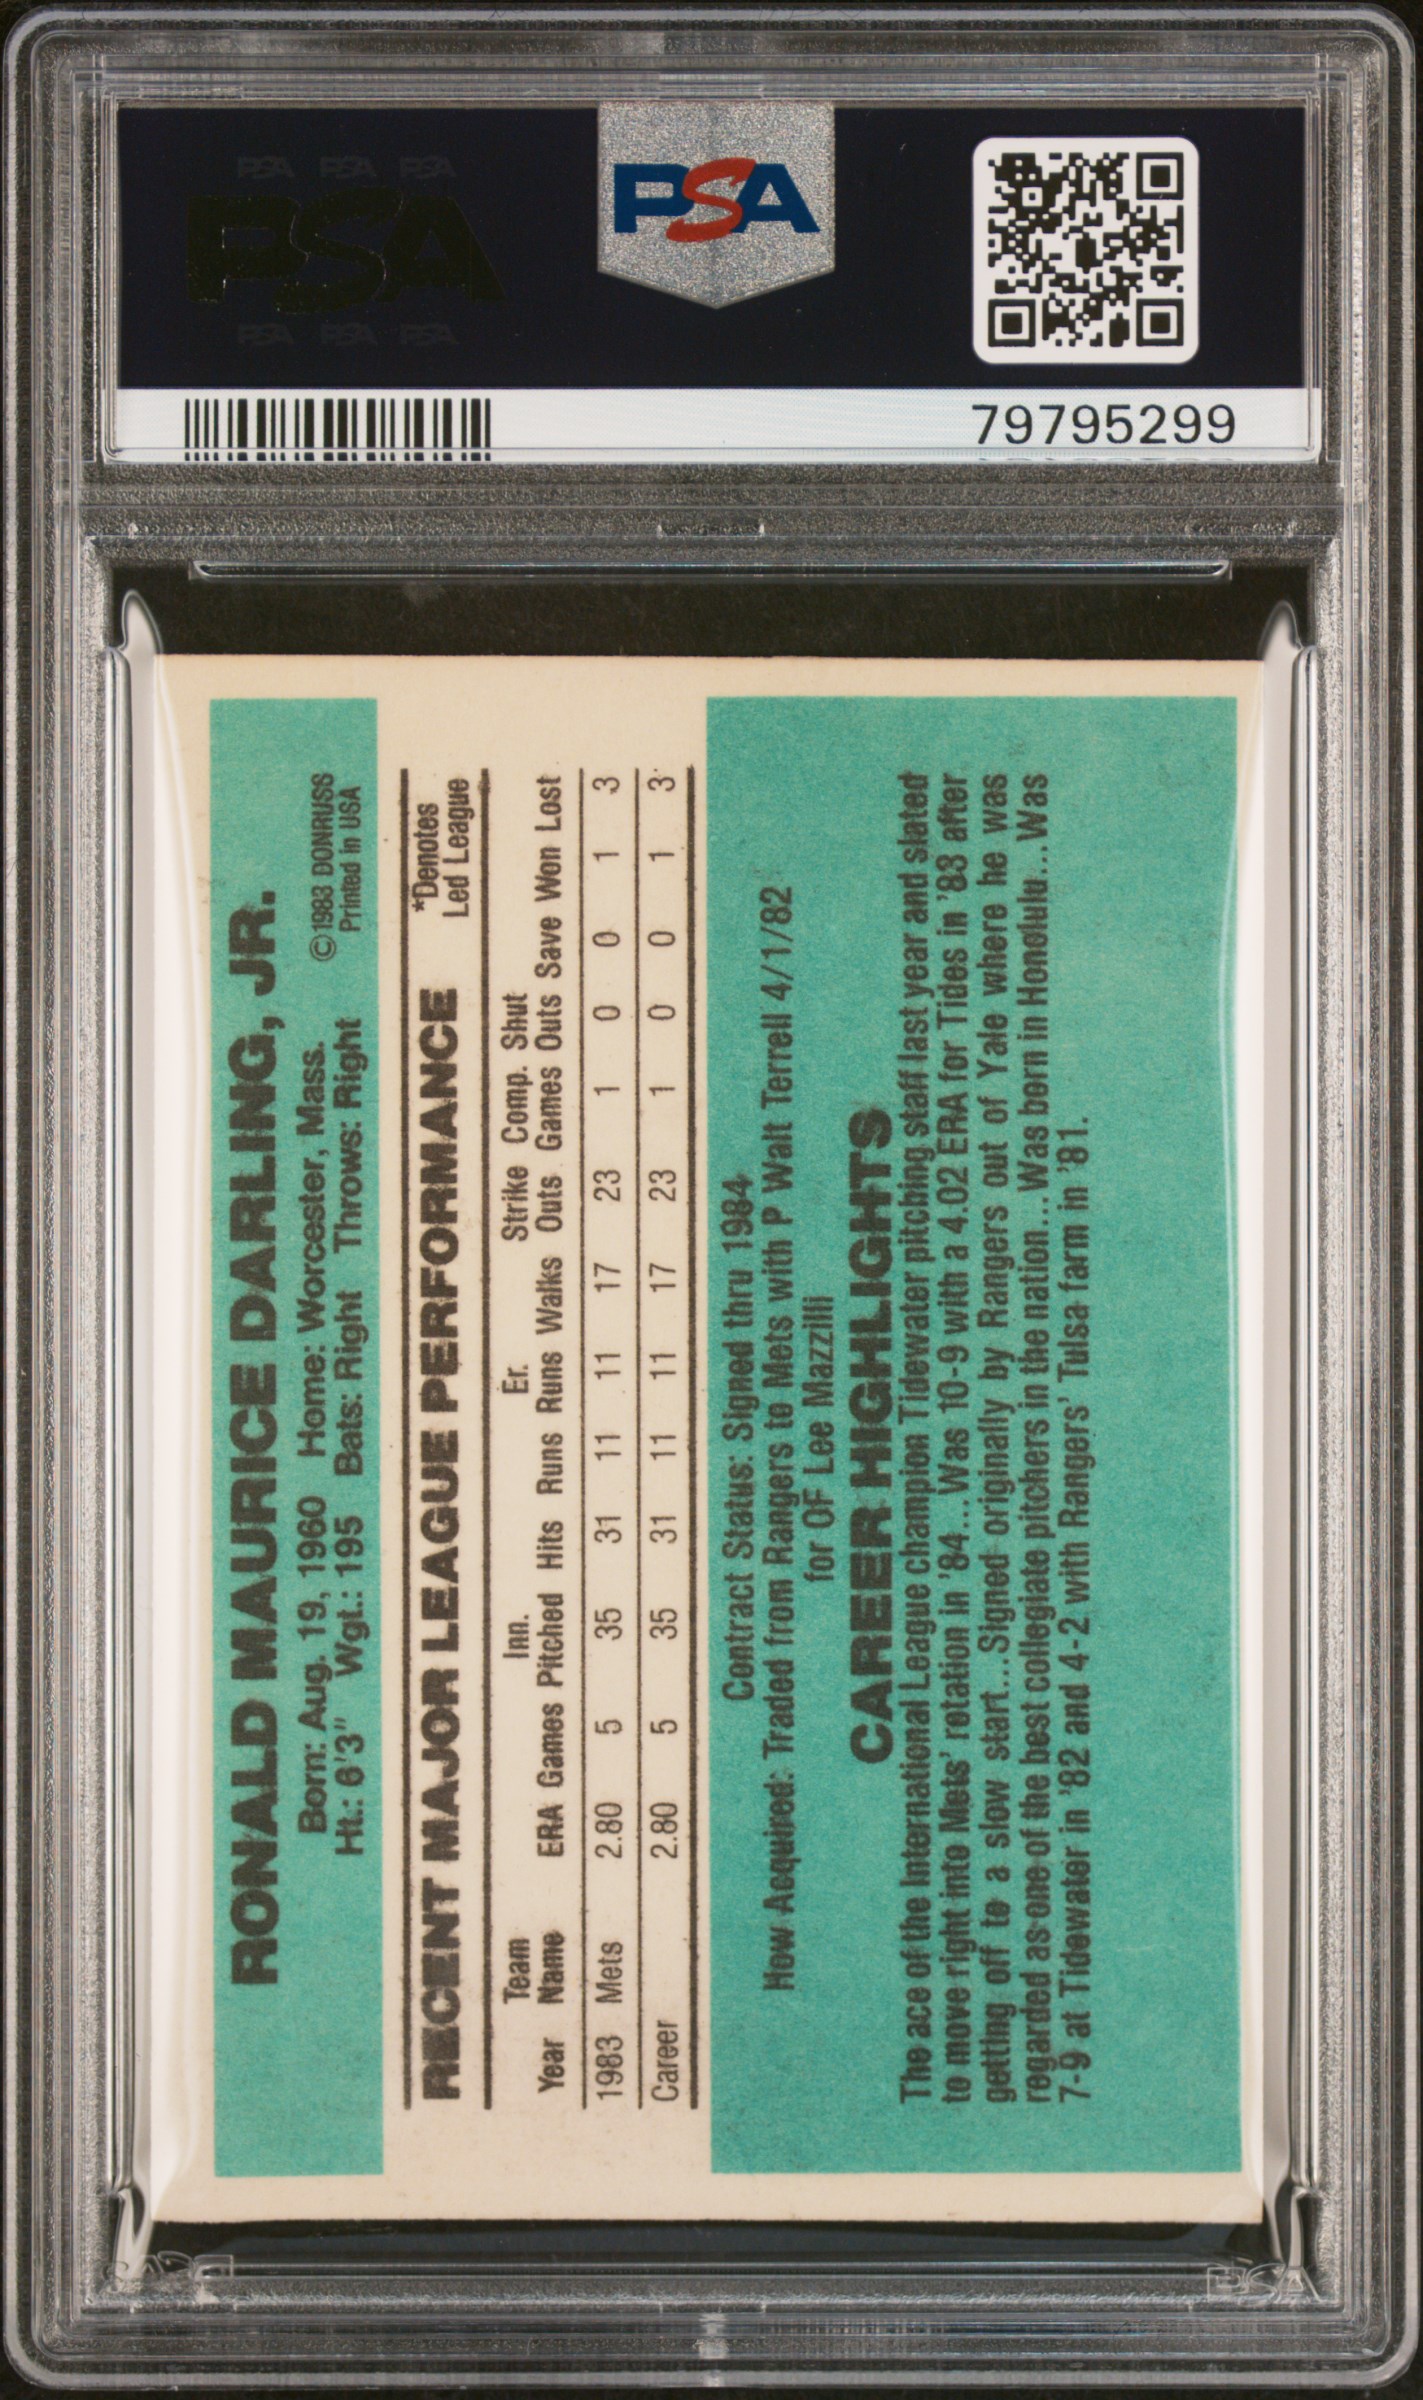 PSA PSA PSA
PSA
PSA PSA PSA
PSA
79795299
RONALD MAURICE DARLING, JR.
Born: Aug. 19, 1960 Home: Worcester, Mass.
Ht.: 6'3" Wgt.: 195 Bats: Right Throws: Right
©1983 DONRUSS
Printed in USA
RECENT MAJOR LEAGUE PERFORMANCE
*Denotes
Led League
Team Inn. Er. Strike Comp. Shut
Year Name ERA Games Pitched Hits Runs Runs Walks Outs Games Outs Save Won Lost
1983 Mets 2.80 5 35 31 11 11 17 23 1 0 0 1 3
Career 2.80 5 35 31 11 11 17 23 1 0 0 1 3
Contract Status: Signed thru 1984
How Acquired: Traded from Rangers to Mets with P Walt Terrell 4/1/82
for OF Lee Mazzilli
CAREER HIGHLIGHTS
The ace of the International League champion Tidewater pitching staff last year and slated
to move right into Mets' rotation in '84...Was 10-9 with a 4.02 ERA for Tides in '83 after
getting off to a slow start...Signed originally by Rangers out of Yale where he was
regarded as one of the best collegiate pitchers in the nation...Was born in Honolulu...Was
7-9 at Tidewater in '82 and 4-2 with Rangers' Tulsa farm in '81.
PSA
PSA